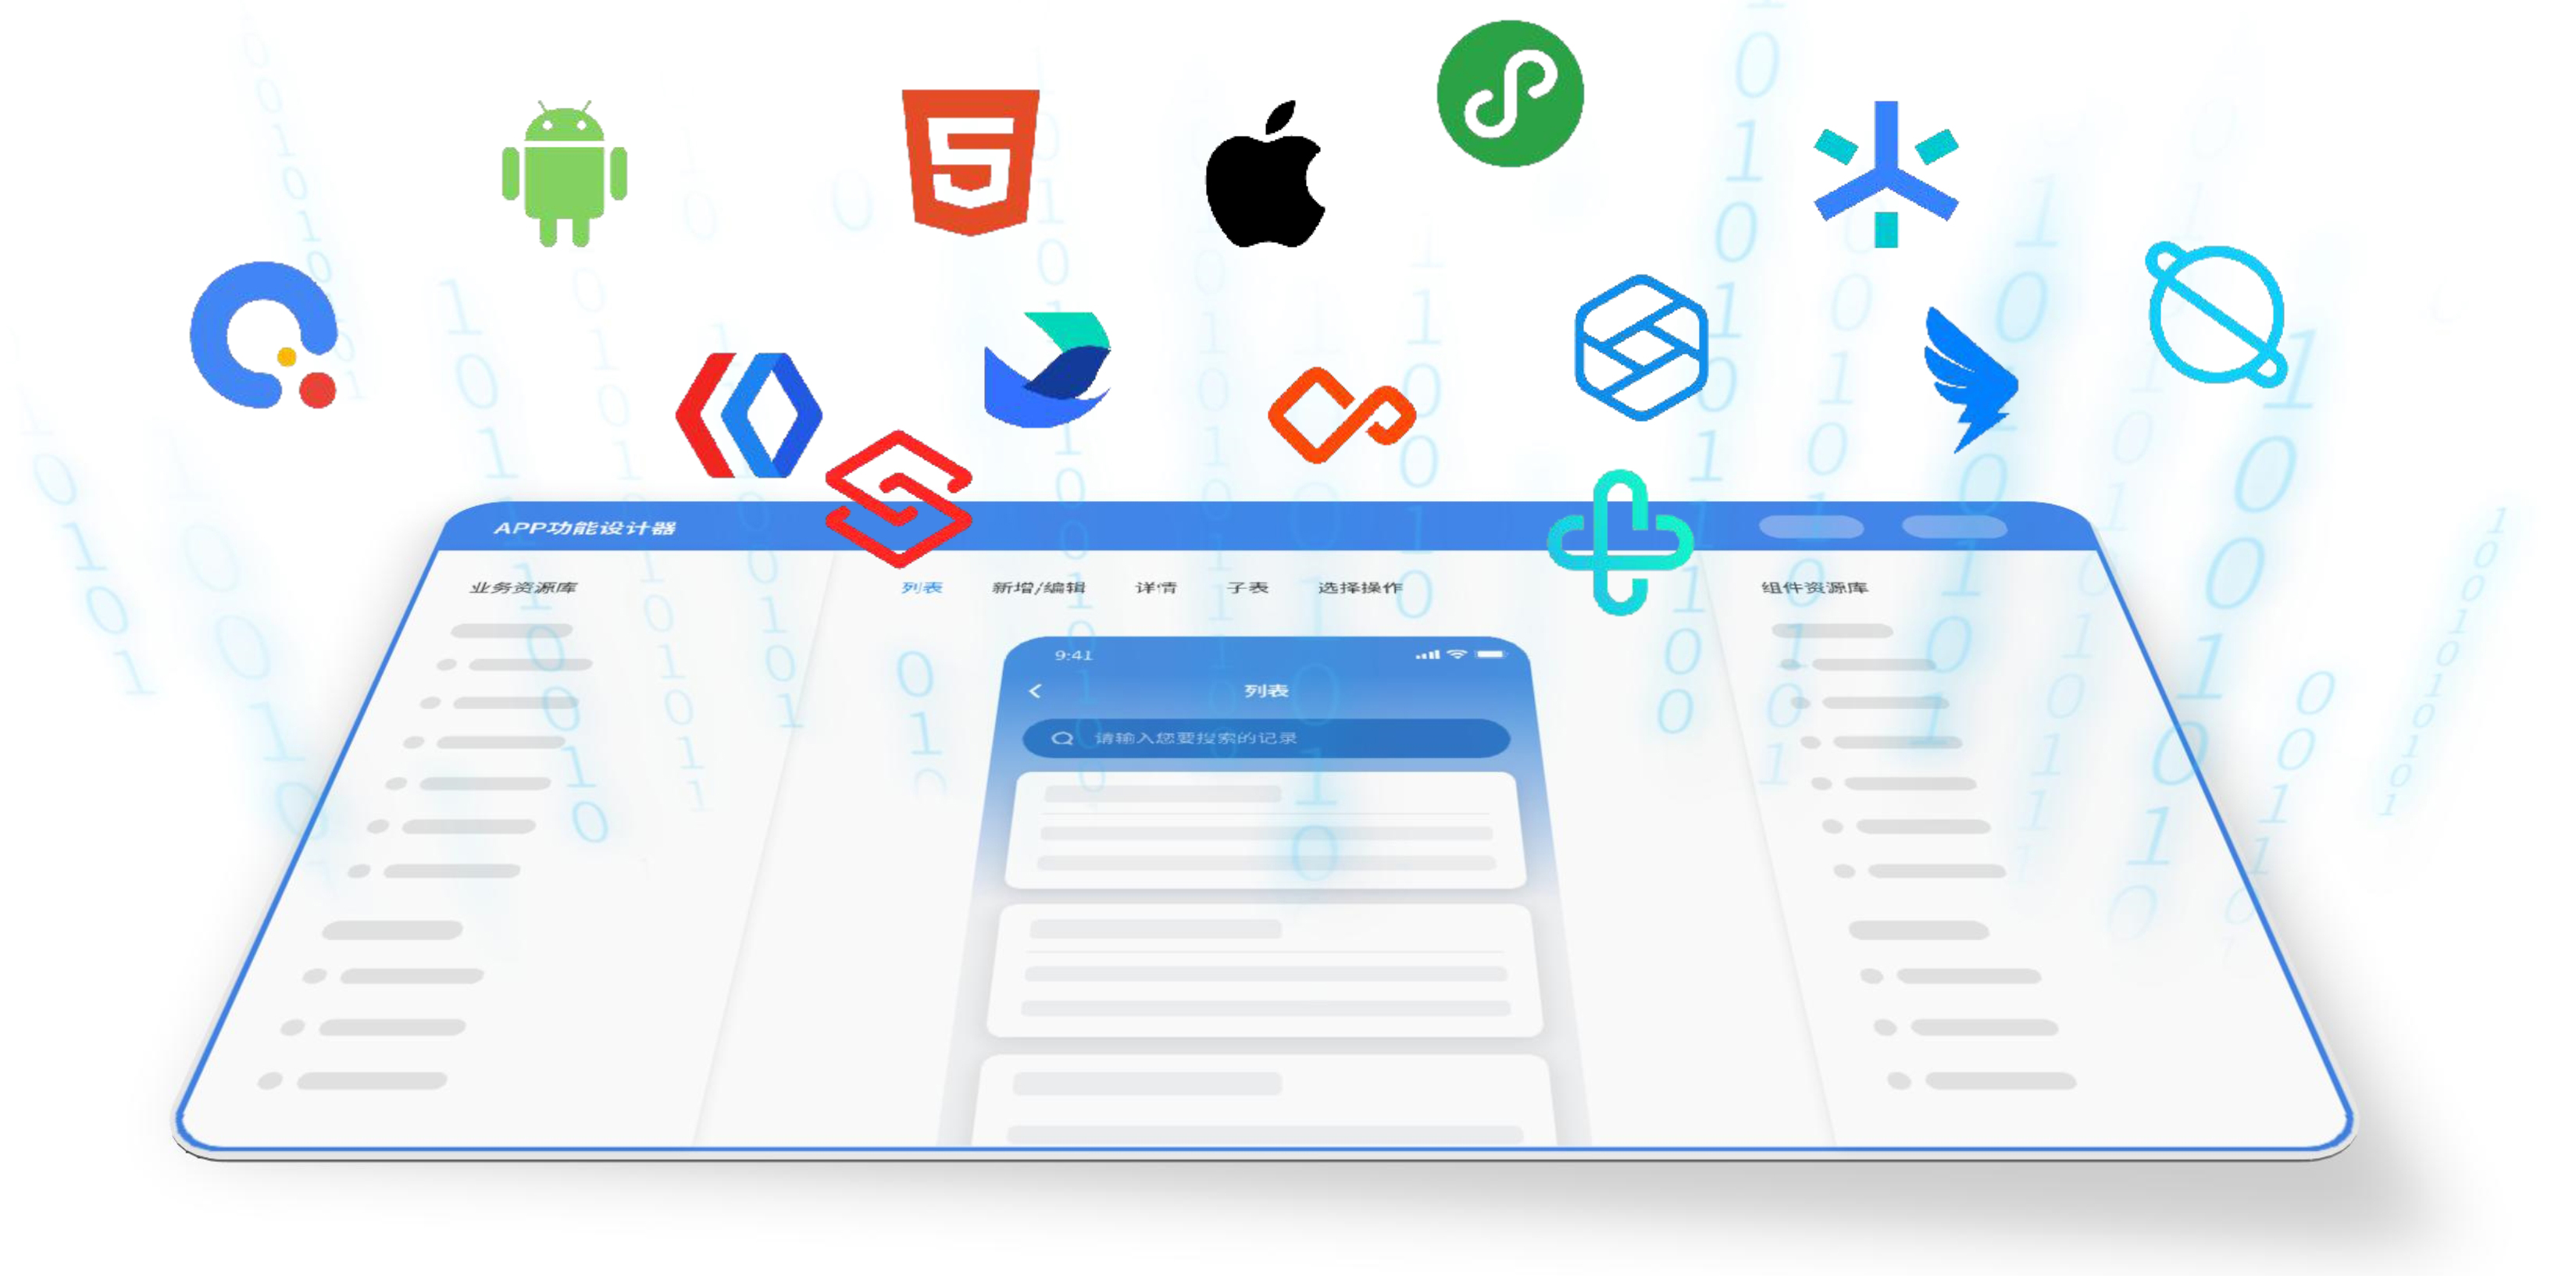 APP功能设计器
业务资源库
列表 新增/编辑 详情 子表 选择操作
组件资源库
9:41
列表
请输入您要搜索的记录